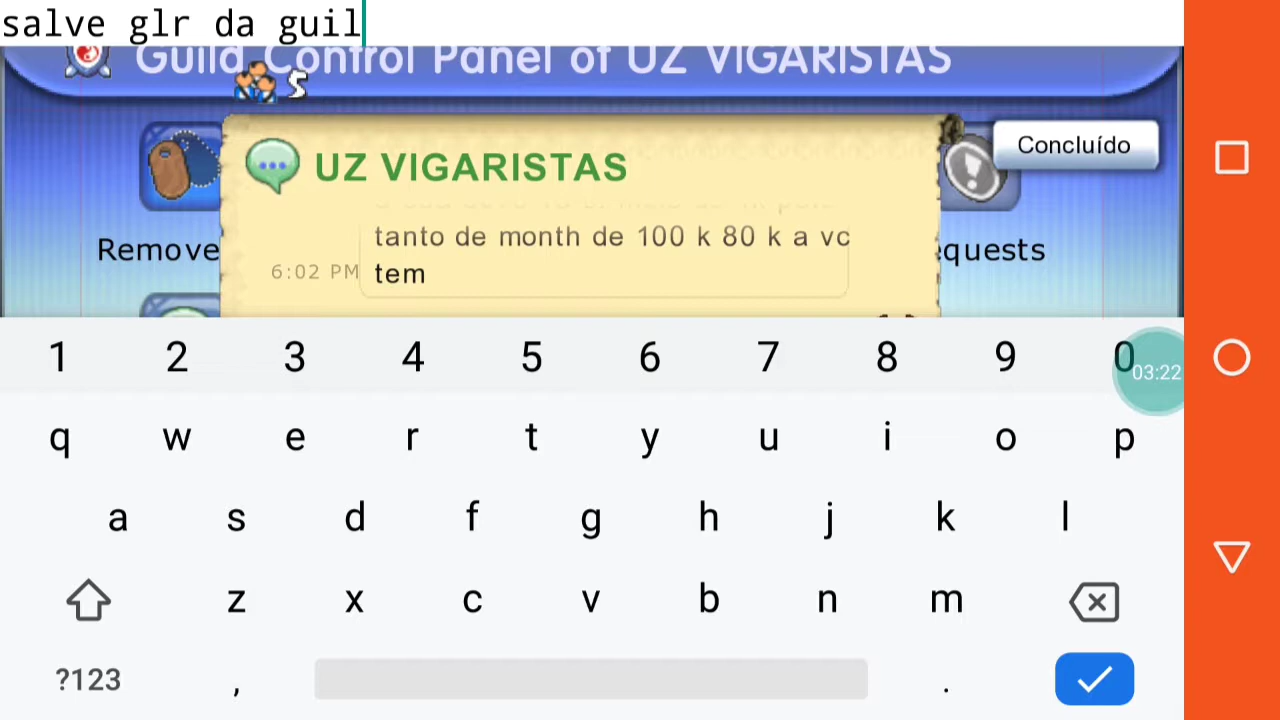 salve glr da guil
Guild Control Panel of UZ VIGARISTAS
S
Concluído
UZ VIGARISTAS
tanto de month de 100 k 80 k a vc
Remove
quests
6:02 PM tem
1 2 3 4 5 6 7 8 9 0
03:22
q w e r t y u i o p
a s d f g h j k l
z x c v b n m
?123 , .